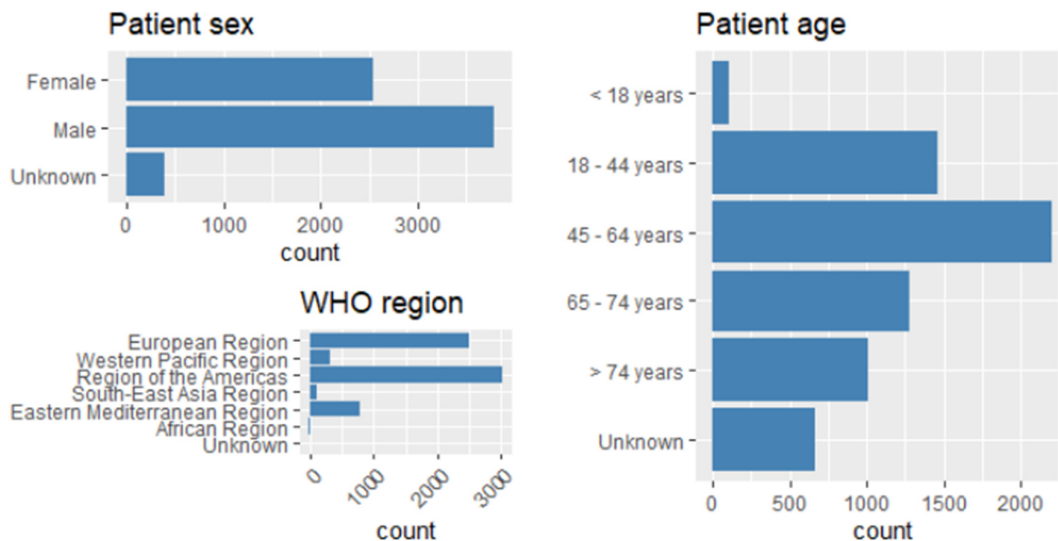 Patient sex
Female
Male
Unknown
0 1000 2000 3000
count
WHO region
European Region
Western Pacific Region
Region of the Americas
South-East Asia Region
Eastern Mediterranean Region
African Region
Unknown
0 1000 2000 3000
count
Patient age
< 18 years
18 - 44 years
45 - 64 years
65 - 74 years
> 74 years
Unknown
0 500 1000 1500 2000
count